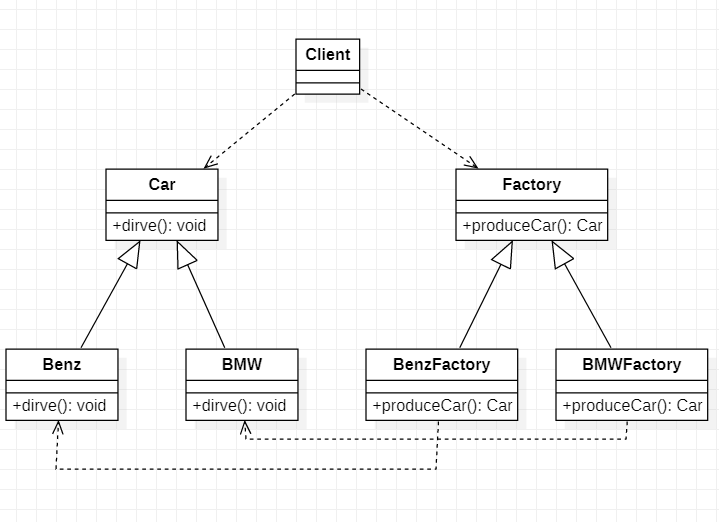 Client
Car
+dirve(): void
Factory
+produceCar(): Car
Benz
+dirve(): void
BMW
+dirve(): void
BenzFactory
+produceCar(): Car
BMWFactory
+produceCar(): Car